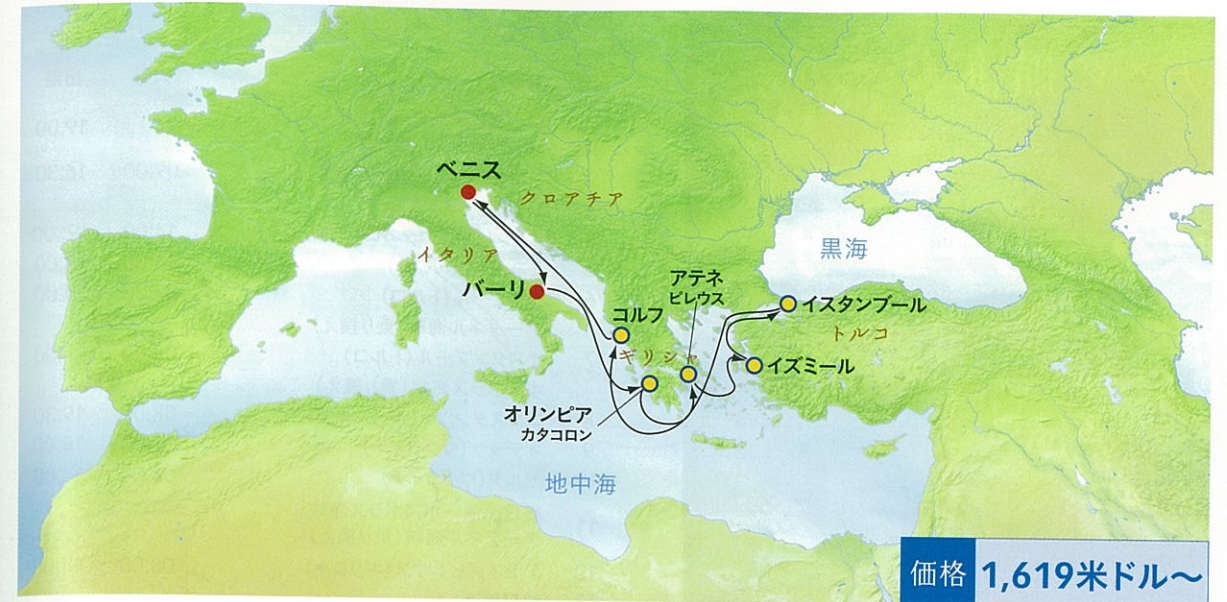 ベニス
クロアチア
イタリア
バーリ
黒海
アテネ
ピレウス
コルフ
イスタンブール
トルコ
ギリシャ
イズミール
オリンピア
カタコロン
地中海
価格 1,619米ドル〜